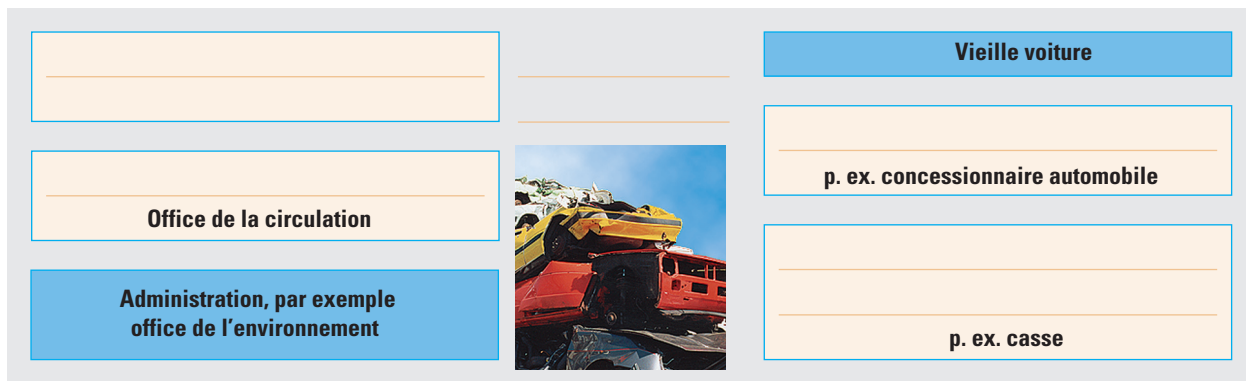 Vieille voiture
p. ex. concessionnaire automobile
Office de la circulation
Administration, par exemple
office de l'environnement
p. ex. casse